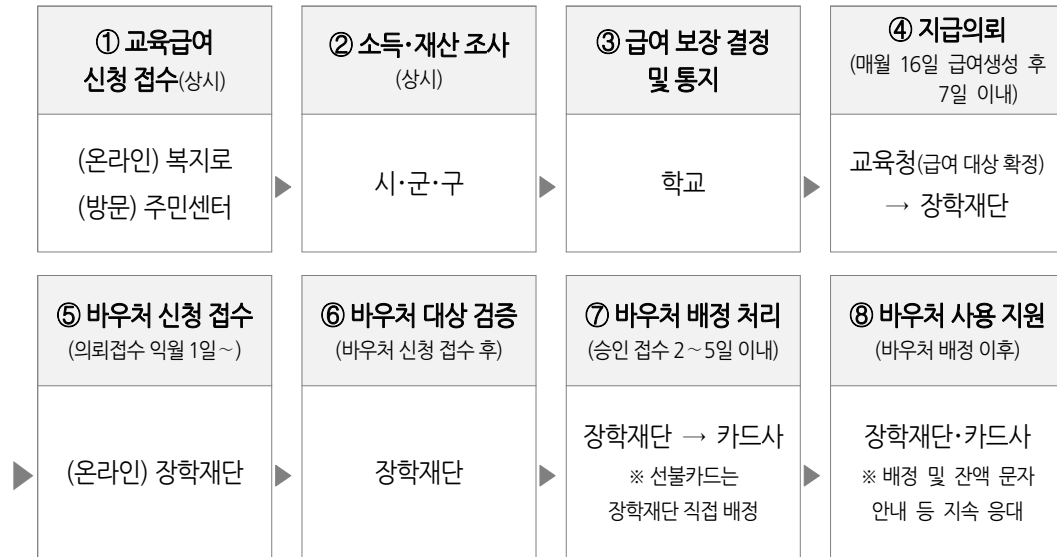 ① 교육급여
신청 접수(상시)
(온라인) 복지로
(방문) 주민센터
② 소득·재산 조사
(상시)
시·군·구
③ 급여 보장 결정
및 통지
학교
④ 지급의뢰
(매월 16일 급여생성 후
7일 이내)
교육청(급여 대상 확정)
→ 장학재단
⑤ 바우처 신청 접수
(의뢰접수 익월 1일~)
(온라인) 장학재단
⑥ 바우처 대상 검증
(바우처 신청 접수 후)
장학재단
⑦ 바우처 배정 처리
(승인 접수 2~5일 이내)
장학재단 → 카드사
※ 선불카드는
장학재단 직접 배정
⑧ 바우처 사용 지원
(바우처 배정 이후)
장학재단·카드사
※ 배정 및 잔액 문자
안내 등 지속 응대